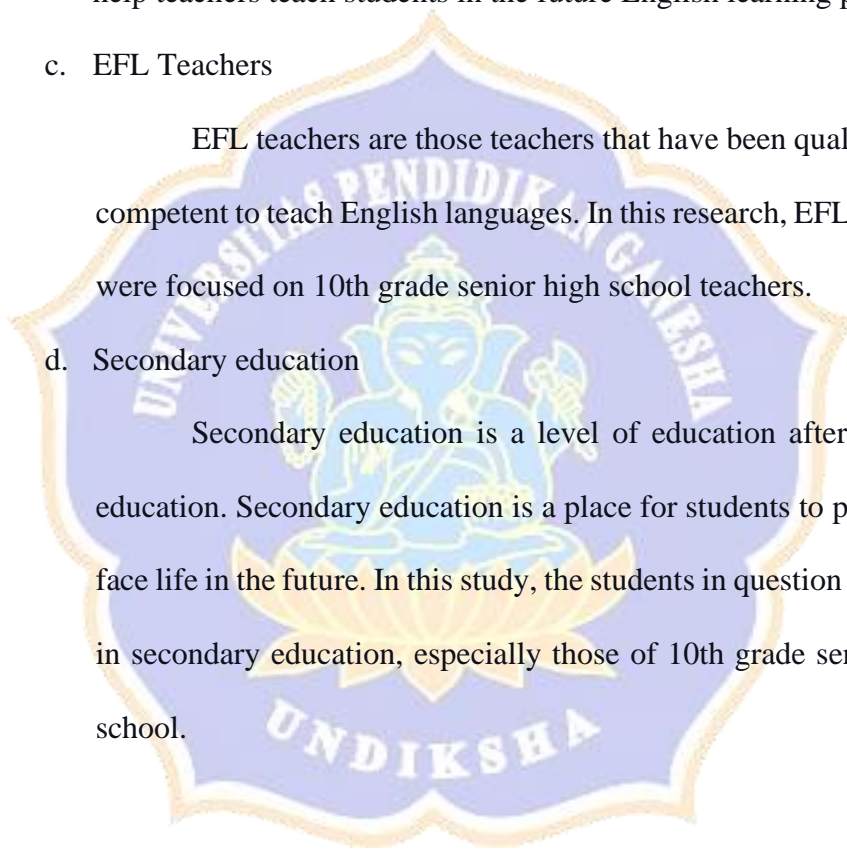 help teachers teach students in the future English learning p
c. EFL Teachers
EFL teachers are those teachers that have been qual
competent to teach English languages. In this research, EFL
were focused on 10th grade senior high school teachers.
d. Secondary education
Secondary education is a level of education after
education. Secondary education is a place for students to p
face life in the future. In this study, the students in question
in secondary education, especially those of 10th grade sen
school.
UNIVERSITAS PENDIDIKAN GANESHA
UNDIKSHA